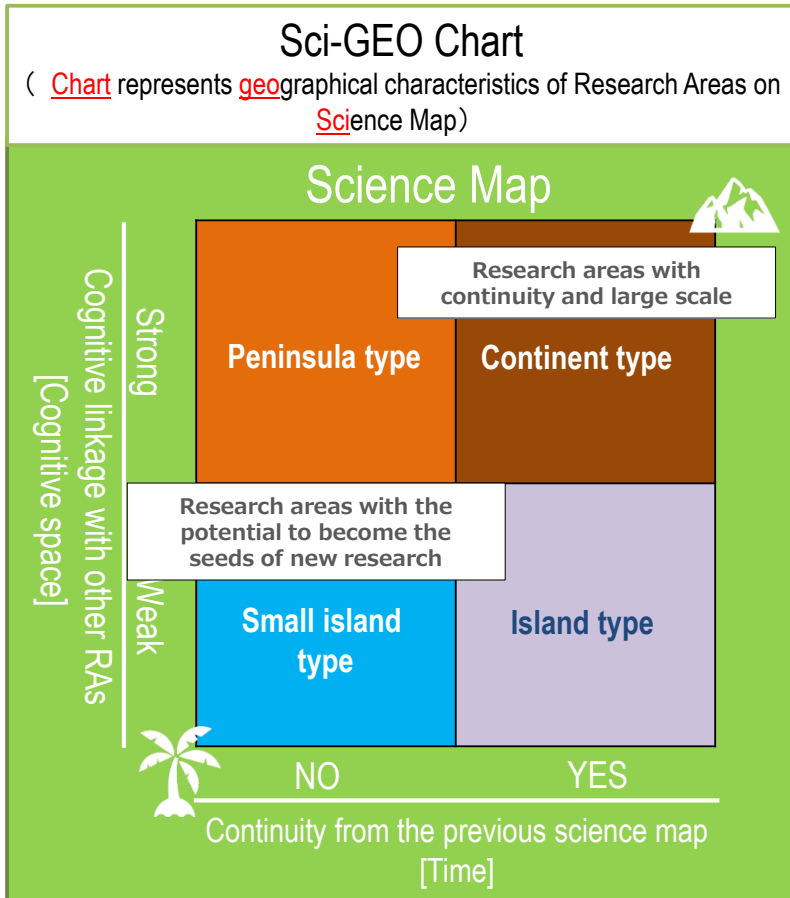 Sci-GEO Chart
（ Chart represents geographical characteristics of Research Areas on
Science Map）
Science Map
Research areas with
continuity and large scale
Peninsula type
Continent type
Research areas with the
potential to become the
seeds of new research
Small island
type
Island type
Strong
Weak
Cognitive linkage with other RAs
[Cognitive space]
NO
YES
Continuity from the previous science map
[Time]